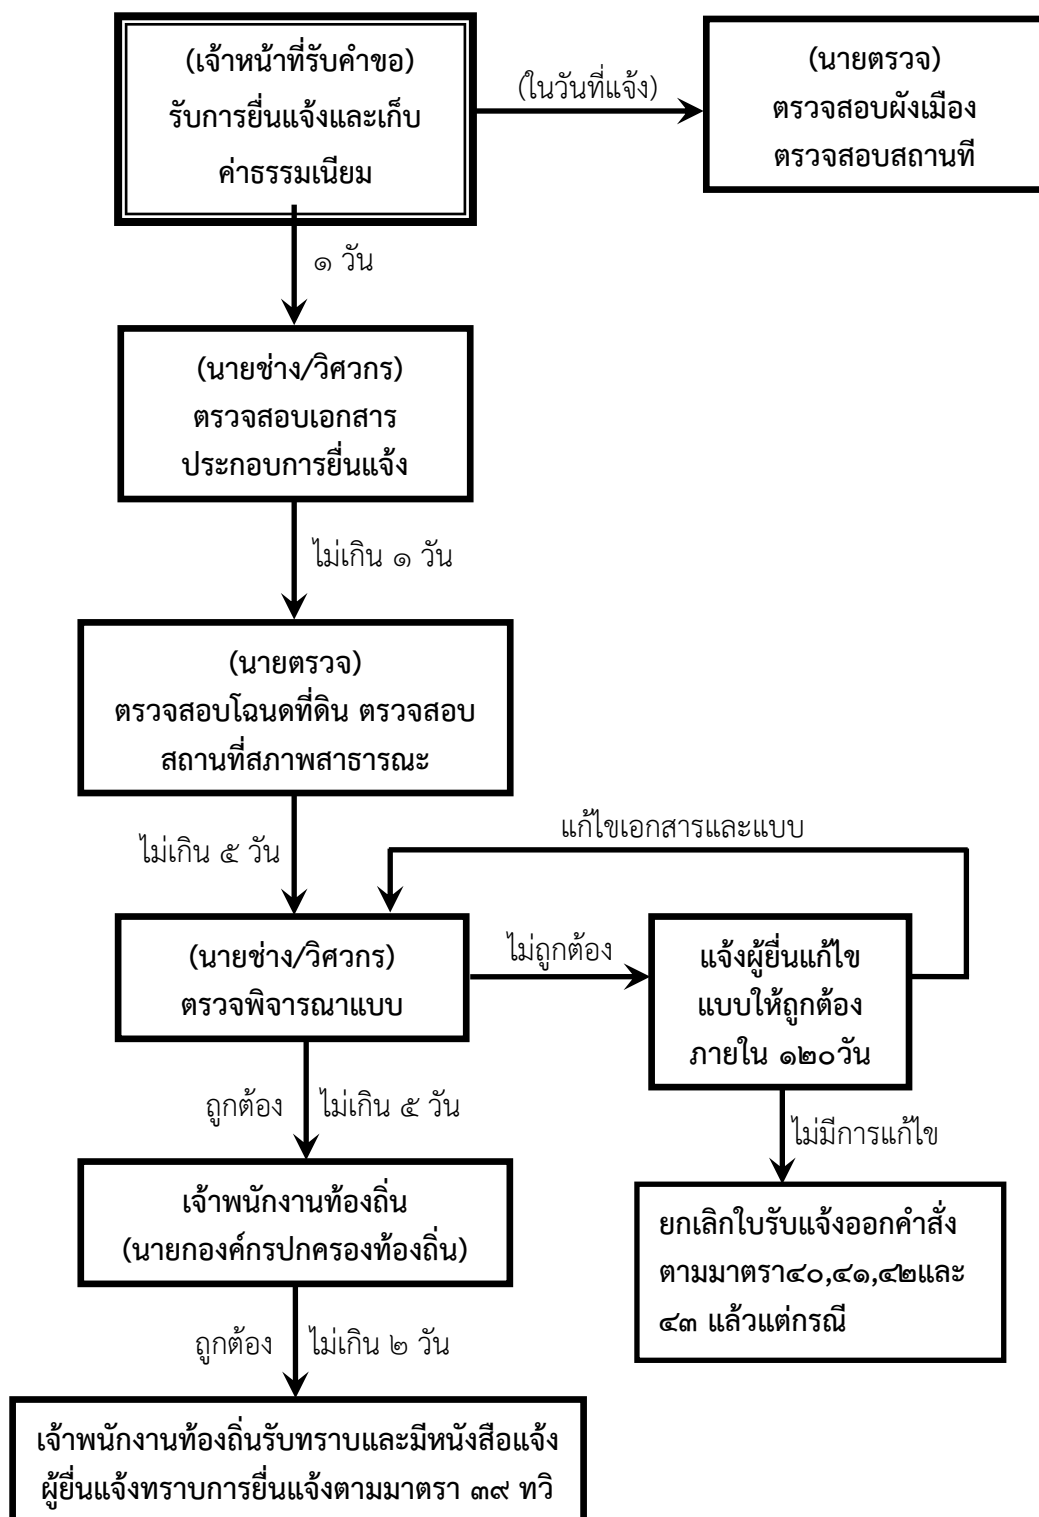 (เจ้าหน้าที่รับคำขอ)
รับการยื่นแจ้งและเก็บ
ค่าธรรมเนียม
(ในวันที่แจ้ง)
(นายตรวจ)
ตรวจสอบผังเมือง
ตรวจสอบสถานที
๑ วัน
(นายช่าง/วิศวกร)
ตรวจสอบเอกสาร
ประกอบการยื่นแจ้ง
ไม่เกิน ๑ วัน
(นายตรวจ)
ตรวจสอบโฉนดที่ดิน ตรวจสอบ
สถานที่สภาพสาธารณะ
ไม่เกิน ๕ วัน
แก้ไขเอกสารและแบบ
(นายช่าง/วิศวกร)
ตรวจพิจารณาแบบ
ไม่ถูกต้อง
แจ้งผู้ยื่นแก้ไข
แบบให้ถูกต้อง
ภายใน ๑๒๐วัน
ถูกต้อง ไม่เกิน ๕ วัน
ไม่มีการแก้ไข
เจ้าพนักงานท้องถิ่น
(นายกองค์กรปกครองท้องถิ่น)
ยกเลิกใบรับแจ้งออกคำสั่ง
ตามมาตรา๔๐,๔๑,๔๒และ
๔๓ แล้วแต่กรณี
ถูกต้อง ไม่เกิน ๒ วัน
เจ้าพนักงานท้องถิ่นรับทราบและมีหนังสือแจ้ง
ผู้ยื่นแจ้งทราบการยื่นแจ้งตามมาตรา ๓๙ ทวิ